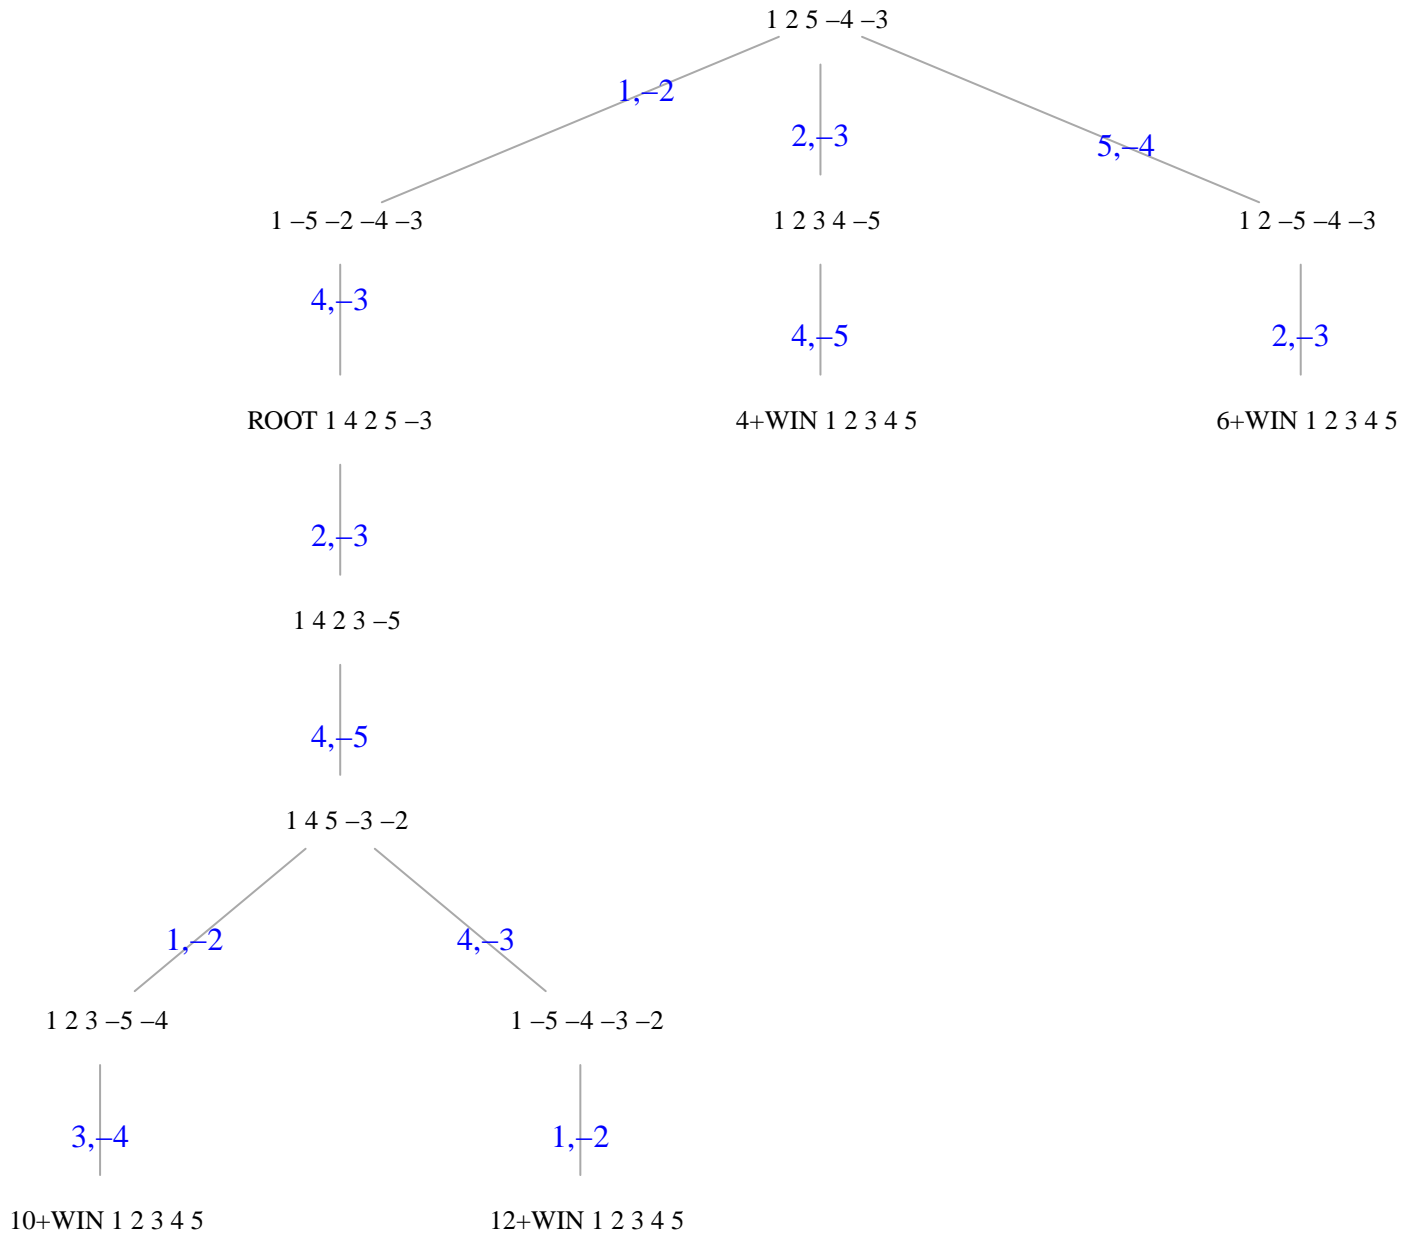 1 2 5 –4 –3
1,–2
2,–3
5,–4
1 –5 –2 –4 –3
1 2 3 4 –5
1 2 –5 –4 –3
4,–3
4,–5
2,–3
ROOT 1 4 2 5 –3
4+WIN 1 2 3 4 5
6+WIN 1 2 3 4 5
2,–3
1 4 2 3 –5
4,–5
1 4 5 –3 –2
1,–2
4,–3
1 2 3 –5 –4
1 –5 –4 –3 –2
3,–4
1,–2
10+WIN 1 2 3 4 5
12+WIN 1 2 3 4 5